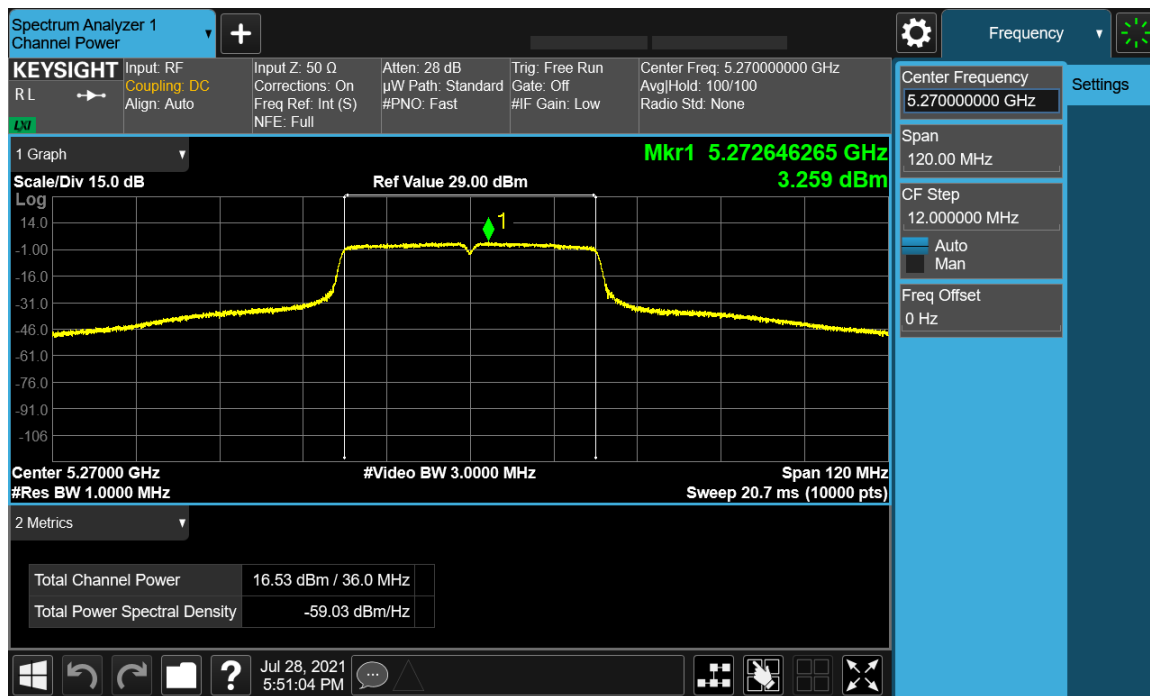 Spectrum Analyzer 1
Channel Power
+
Frequency
KEYSIGHT
R L
LXI
Input: RF
Coupling: DC
Align: Auto
Input Z: 50 Ω
Corrections: On
Freq Ref: Int (S)
NFE: Full
Atten: 28 dB
µW Path: Standard
#PNO: Fast
Trig: Free Run
Gate: Off
#IF Gain: Low
Center Freq: 5.270000000 GHz
Avg|Hold: 100/100
Radio Std: None
Center Frequency
5.270000000 GHz
Settings
Span
120.00 MHz
CF Step
12.000000 MHz
Auto
Man
Freq Offset
0 Hz
1 Graph
Mkr1 5.272646265 GHz
3.259 dBm
Scale/Div 15.0 dB
Ref Value 29.00 dBm
Log
14.0
-1.00
-16.0
-31.0
-46.0
-61.0
-76.0
-91.0
-106
1
Center 5.27000 GHz
#Video BW 3.0000 MHz
Span 120 MHz
#Res BW 1.0000 MHz
Sweep 20.7 ms (10000 pts)
2 Metrics
Total Channel Power 16.53 dBm / 36.0 MHz
Total Power Spectral Density -59.03 dBm/Hz
?
Jul 28, 2021
5:51:04 PM